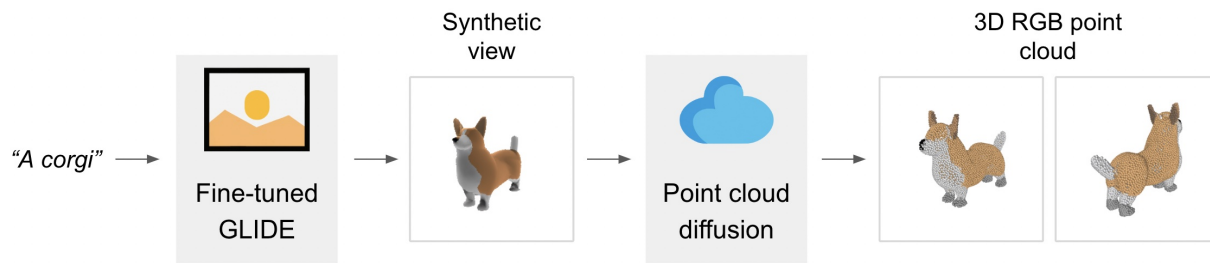 “A corgi”
Fine-tuned
GLIDE
Synthetic
view
Point cloud
diffusion
3D RGB point
cloud